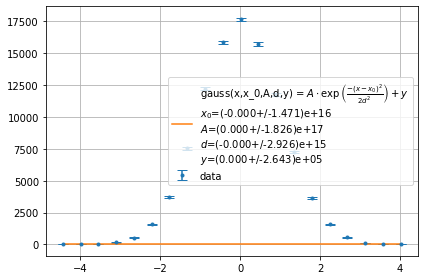 17500
15000
12500
10000
7500
5000
2500
0
gauss(x,x_0,A,d,y) = A · exp(−(x−x₀)²/2d²) + y
x₀=(-0.000+/-1.471)e+16
A=(0.000+/-1.826)e+17
d=(-0.000+/-2.926)e+15
y=(0.000+/-2.643)e+05
data
−4 −2 0 2 4